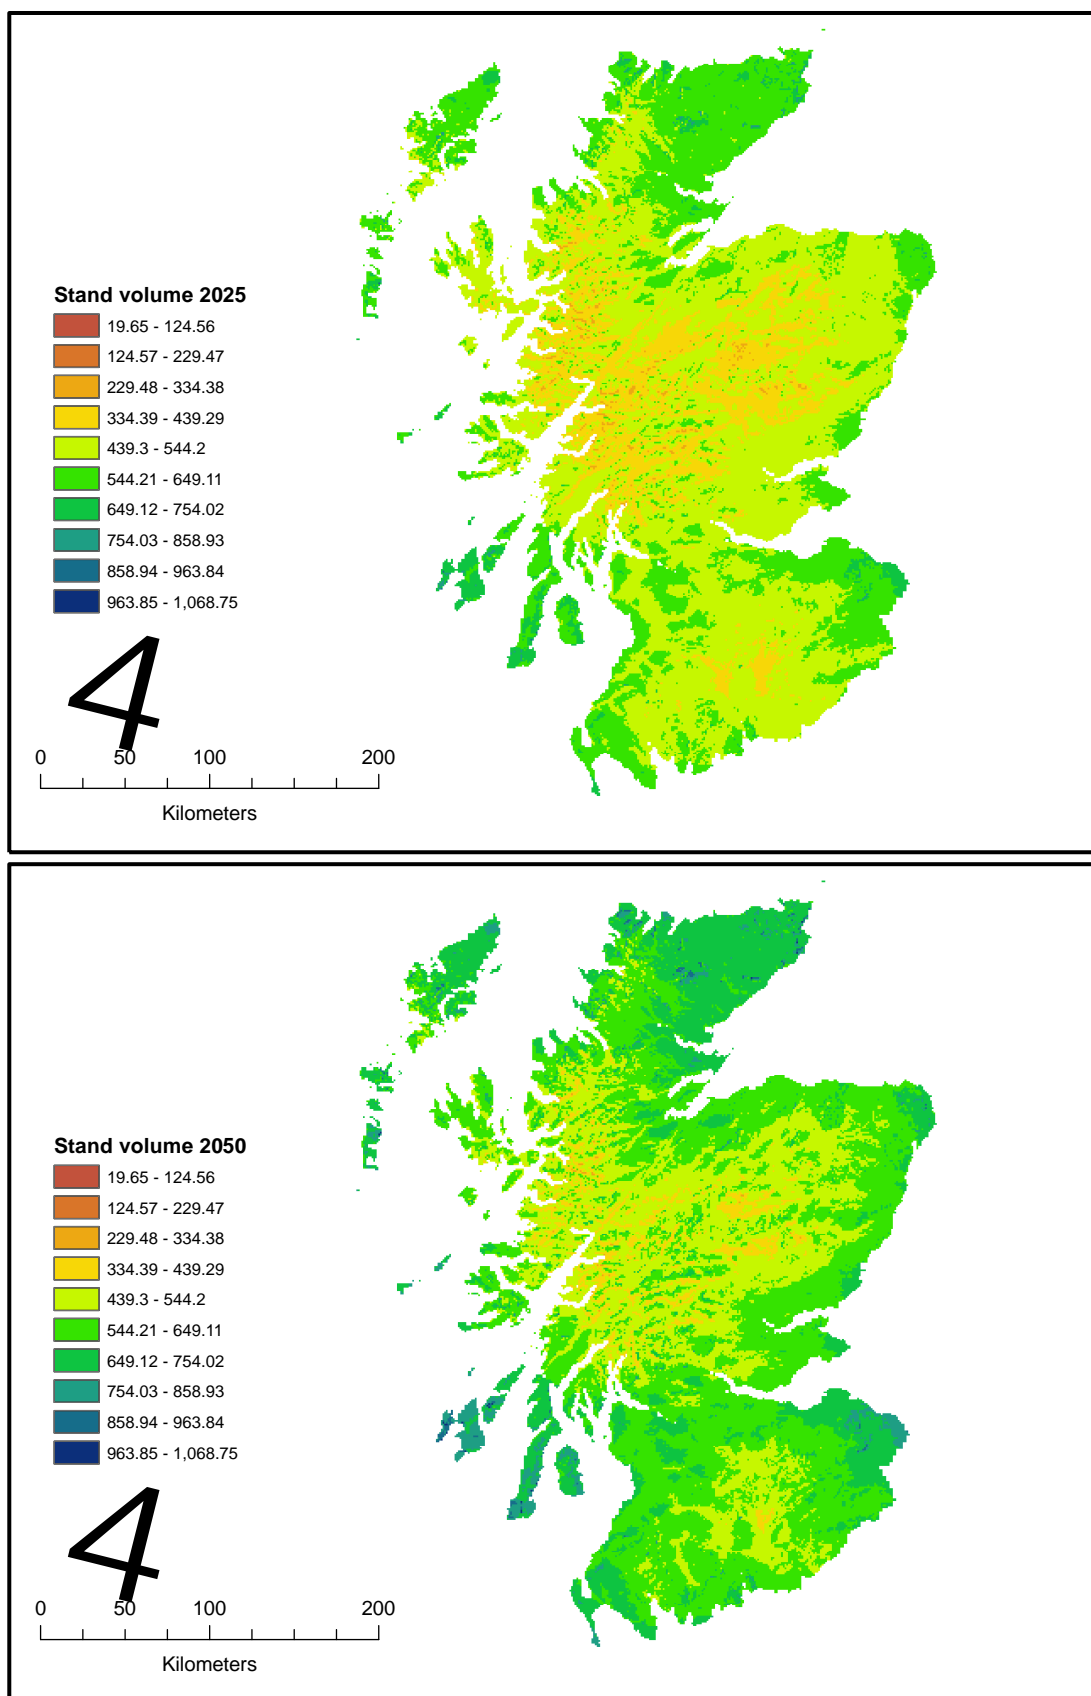 Stand volume 2025
19.65 - 124.56
124.57 - 229.47
229.48 - 334.38
334.39 - 439.29
439.3 - 544.2
544.21 - 649.11
649.12 - 754.02
754.03 - 858.93
858.94 - 963.84
963.85 - 1,068.75
4
0 50 100 200
Kilometers
Stand volume 2050
19.65 - 124.56
124.57 - 229.47
229.48 - 334.38
334.39 - 439.29
439.3 - 544.2
544.21 - 649.11
649.12 - 754.02
754.03 - 858.93
858.94 - 963.84
963.85 - 1,068.75
4
0 50 100 200
Kilometers